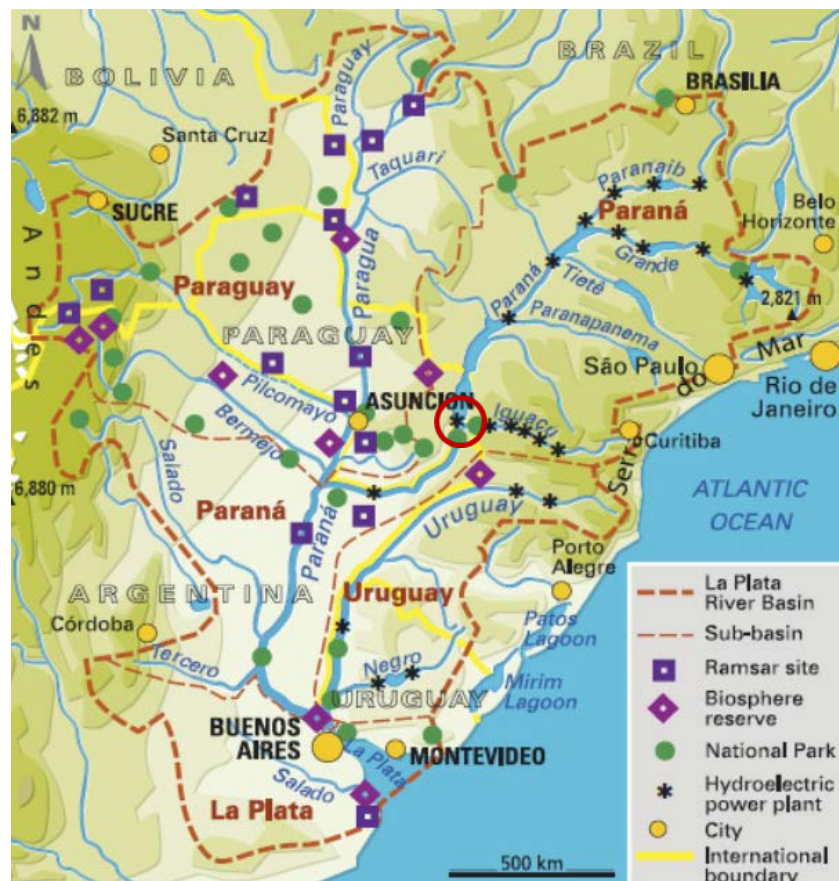 N
BOLIVIA
BRAZIL
Paraguay
BRASILIA
6,882 m
Santa Cruz
Taquari
Paranaib
Belo
Horizonte
SUCRE
Paraná
Grande
Andes
Paraguay
Paragua
Paraná
Tietê
2,821 m
Paranapanema
PARAGUAY
São Paulo
Serra do Mar
Rio de
Janeiro
Pilcomayo
ASUNCION
Iguaçu
Bermejo
Curitiba
Salado
6,880 m
ATLANTIC
OCEAN
Paraná
Paraná
Uruguay
Porto
Alegre
ARGENTINA
Uruguay
Patos
Lagoon
Córdoba
Tercero
Negro
Mirim
Lagoon
URUGUAY
BUENOS
AIRES
La Plata
MONTEVIDEO
Salado
La Plata
500 km
La Plata
River Basin
Sub-basin
Ramsar site
Biosphere
reserve
National Park
Hydroelectric
power plant
City
International
boundary